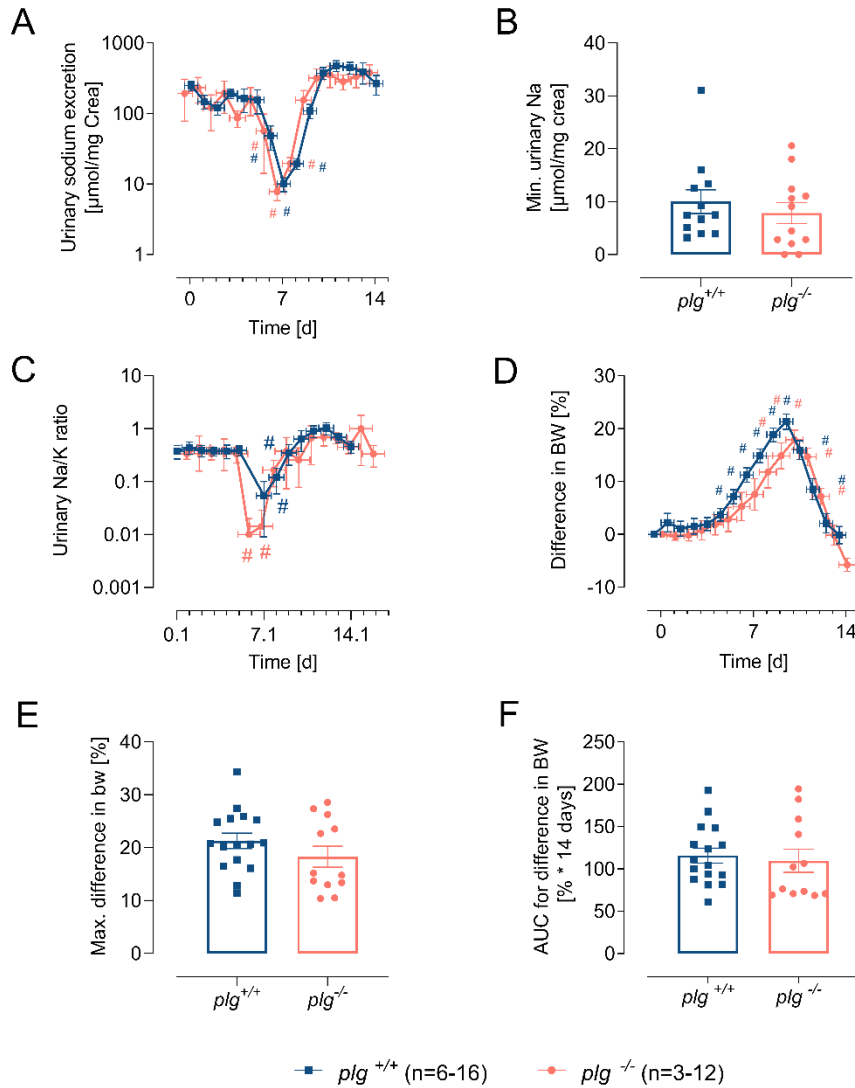 A
Urinary sodium excretion
[µmol/mg Crea]
1000
100
10
1
#
#
#
#
#
#
0
7
14
Time [d]
B
Min. urinary Na
[µmol/mg crea]
40
30
20
10
0
plg+/+
plg-/-
C
Urinary Na/K ratio
10
1
0.1
0.01
0.001
#
#
#
#
0.1
7.1
14.1
Time [d]
D
Difference in BW [%]
30
20
10
0
-10
#
#
#
#
#
#
#
#
#
#
#
#
#
#
0
7
14
Time [d]
E
Max. difference in bw [%]
40
30
20
10
0
plg+/+
plg-/-
F
AUC for difference in BW
[% * 14 days]
250
200
150
100
50
0
plg +/+
plg -/-
plg +/+ (n=6-16)
plg -/- (n=3-12)